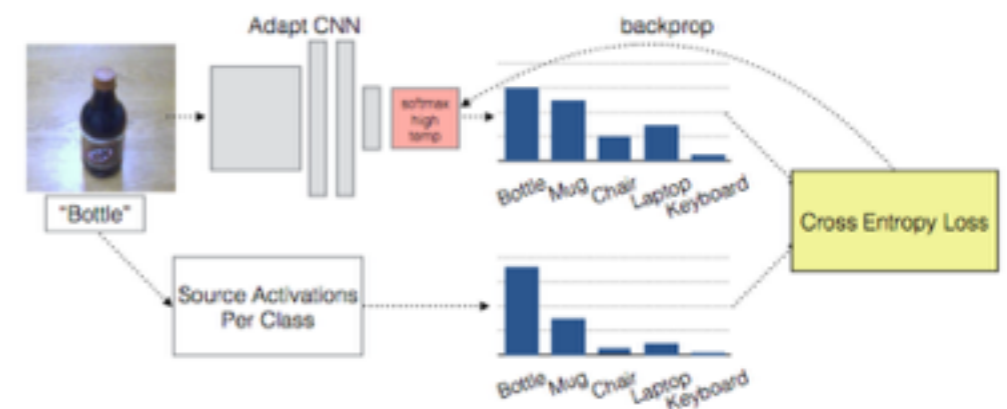 Adapt CNN
backprop
softmax
high
temp
Bottle
Mug
Chair
Laptop
Keyboard
"Bottle"
Cross Entropy Loss
Source Activations
Per Class
Bottle
Mug
Chair
Laptop
Keyboard